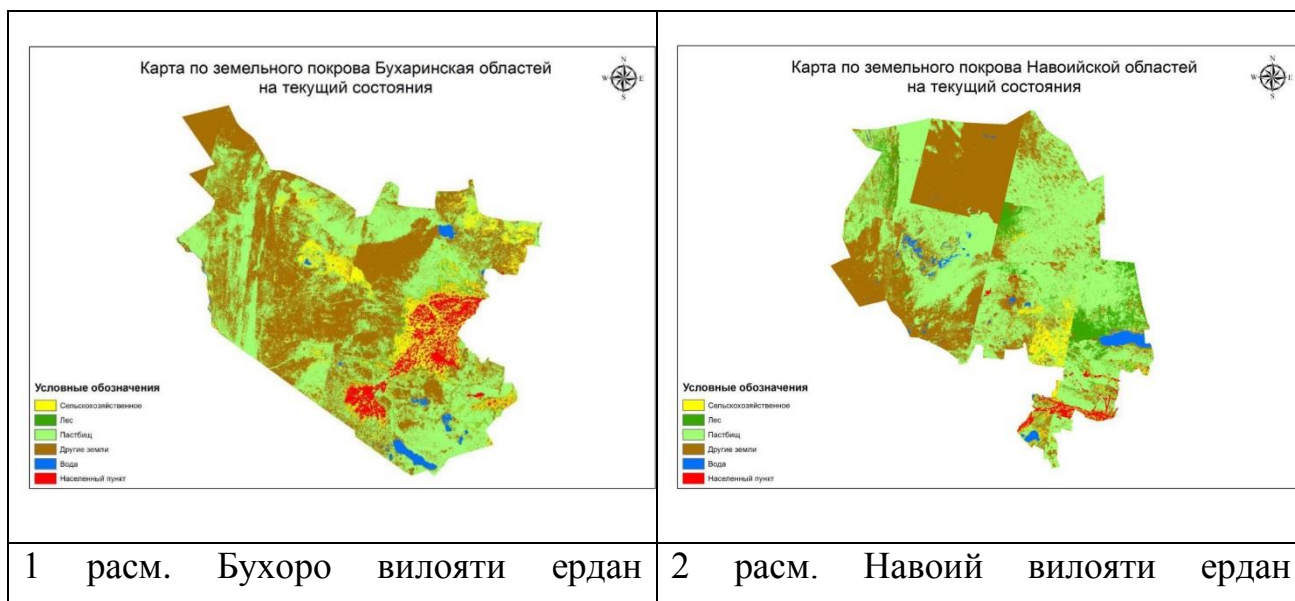 Карта по земельного покрова Бухаринская областей
на текущий состояния
N
W E
S
Условные обозначения
Сельскохозяйственное
Лес
Пастбищ
Другие земли
Вода
Населенный пункт
Карта по земельного покрова Навоийской областей
на текущий состояния
N
W E
S
Условные обозначения
Сельскохозяйственное
Лес
Пастбищ
Другие земли
Вода
Населенный пункт
1 расм. Бухоро вилояти ердан
2 расм. Навоий вилояти ердан